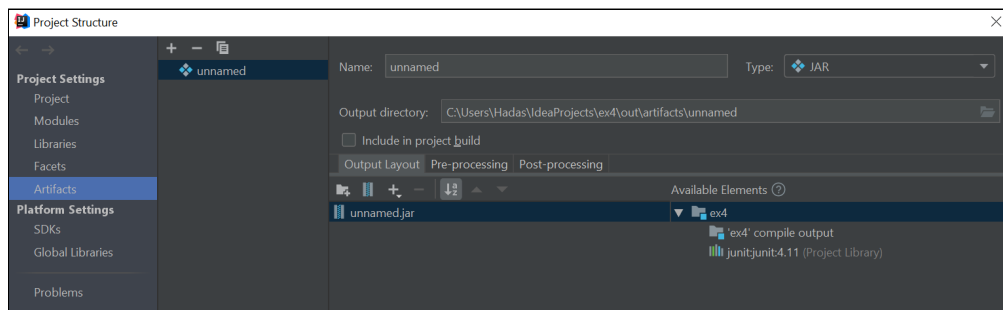 Project Structure
Project Settings
Project
Modules
Libraries
Facets
Artifacts
Platform Settings
SDKs
Global Libraries
Problems
unnamed
Name: unnamed Type: JAR
Output directory: C:\Users\Hadas\IdeaProjects\ex4\out\artifacts\unnamed
Include in project build
Output Layout Pre-processing Post-processing
Available Elements
unnamed.jar
ex4
'ex4' compile output
junit:junit:4.11 (Project Library)